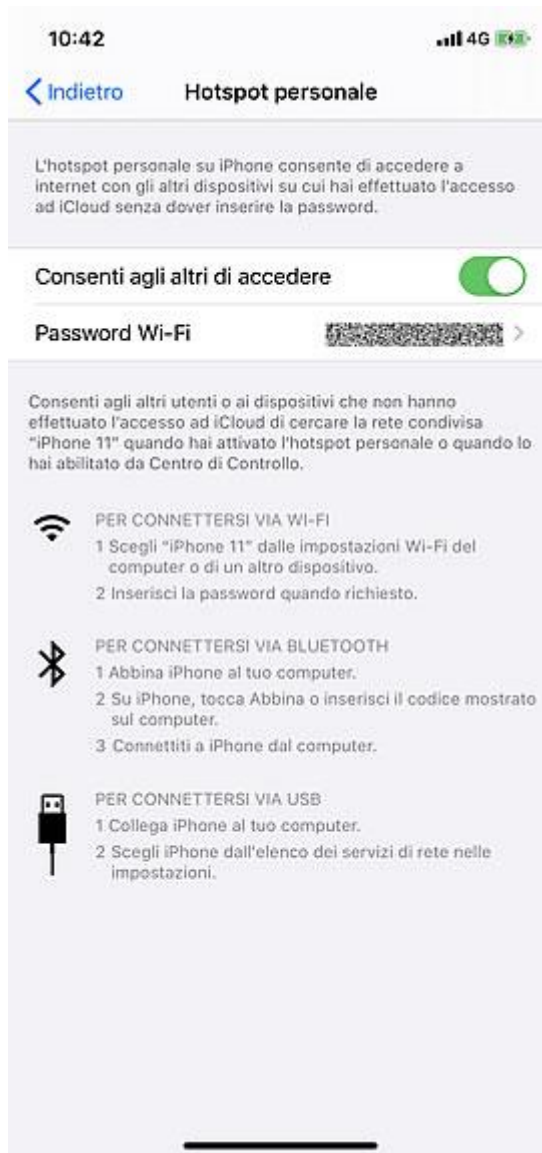 10:42 4G
Indietro Hotspot personale
L'hotspot personale su iPhone consente di accedere a
internet con gli altri dispositivi su cui hai effettuato l'accesso
ad iCloud senza dover inserire la password.
Consenti agli altri di accedere
Password Wi-Fi
Consenti agli altri utenti o ai dispositivi che non hanno
effettuato l'accesso ad iCloud di cercare la rete condivisa
“iPhone 11” quando hai attivato l'hotspot personale o quando lo
hai abilitato da Centro di Controllo.
PER CONNETTERSI VIA WI-FI
1 Scegli “iPhone 11” dalle impostazioni Wi-Fi del
computer o di un altro dispositivo.
2 Inserisci la password quando richiesto.
PER CONNETTERSI VIA BLUETOOTH
1 Abbina iPhone al tuo computer.
2 Su iPhone, tocca Abbina o inserisci il codice mostrato
sul computer.
3 Connettiti a iPhone dal computer.
PER CONNETTERSI VIA USB
1 Collega iPhone al tuo computer.
2 Scegli iPhone dall'elenco dei servizi di rete nelle
impostazioni.